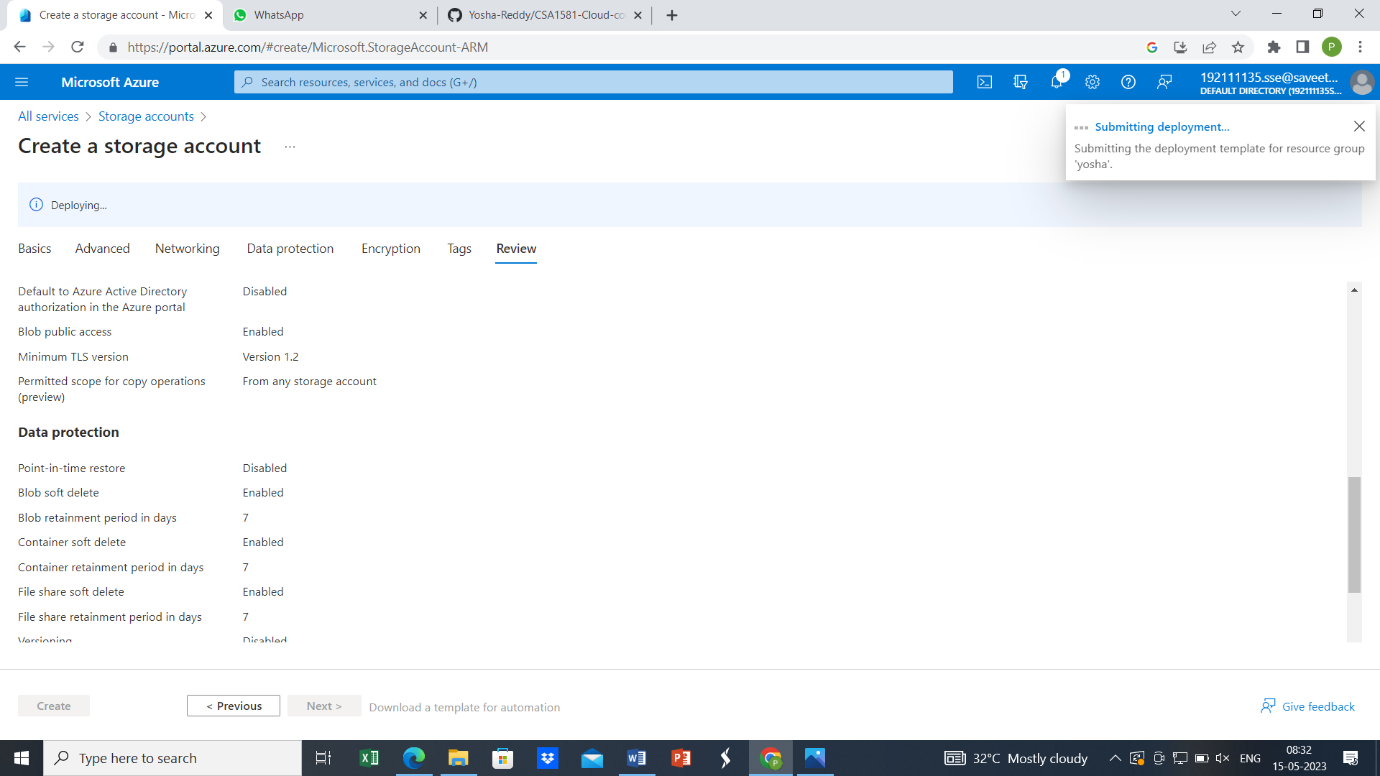 Create a storage account - Micro
WhatsApp
Yosha-Reddy/CSA1581-Cloud-co
https://portal.azure.com/#create/Microsoft.StorageAccount-ARM
P
Microsoft Azure
Search resources, services, and docs (G+/)
1
192111135.sse@saveet...
DEFAULT DIRECTORY (192111135S...
All services > Storage accounts >
Create a storage account
...
Submitting deployment...
Submitting the deployment template for resource group
'yosha'.
Deploying...
Basics
Advanced
Networking
Data protection
Encryption
Tags
Review
Default to Azure Active Directory
authorization in the Azure portal
Disabled
Blob public access
Enabled
Minimum TLS version
Version 1.2
Permitted scope for copy operations
(preview)
From any storage account
Data protection
Point-in-time restore
Disabled
Blob soft delete
Enabled
Blob retainment period in days
7
Container soft delete
Enabled
Container retainment period in days
7
File share soft delete
Enabled
File share retainment period in days
7
Versioning
Disabled
Create
< Previous
Next >
Download a template for automation
Give feedback
Type here to search
32°C Mostly cloudy
ENG
08:32
15-05-2023